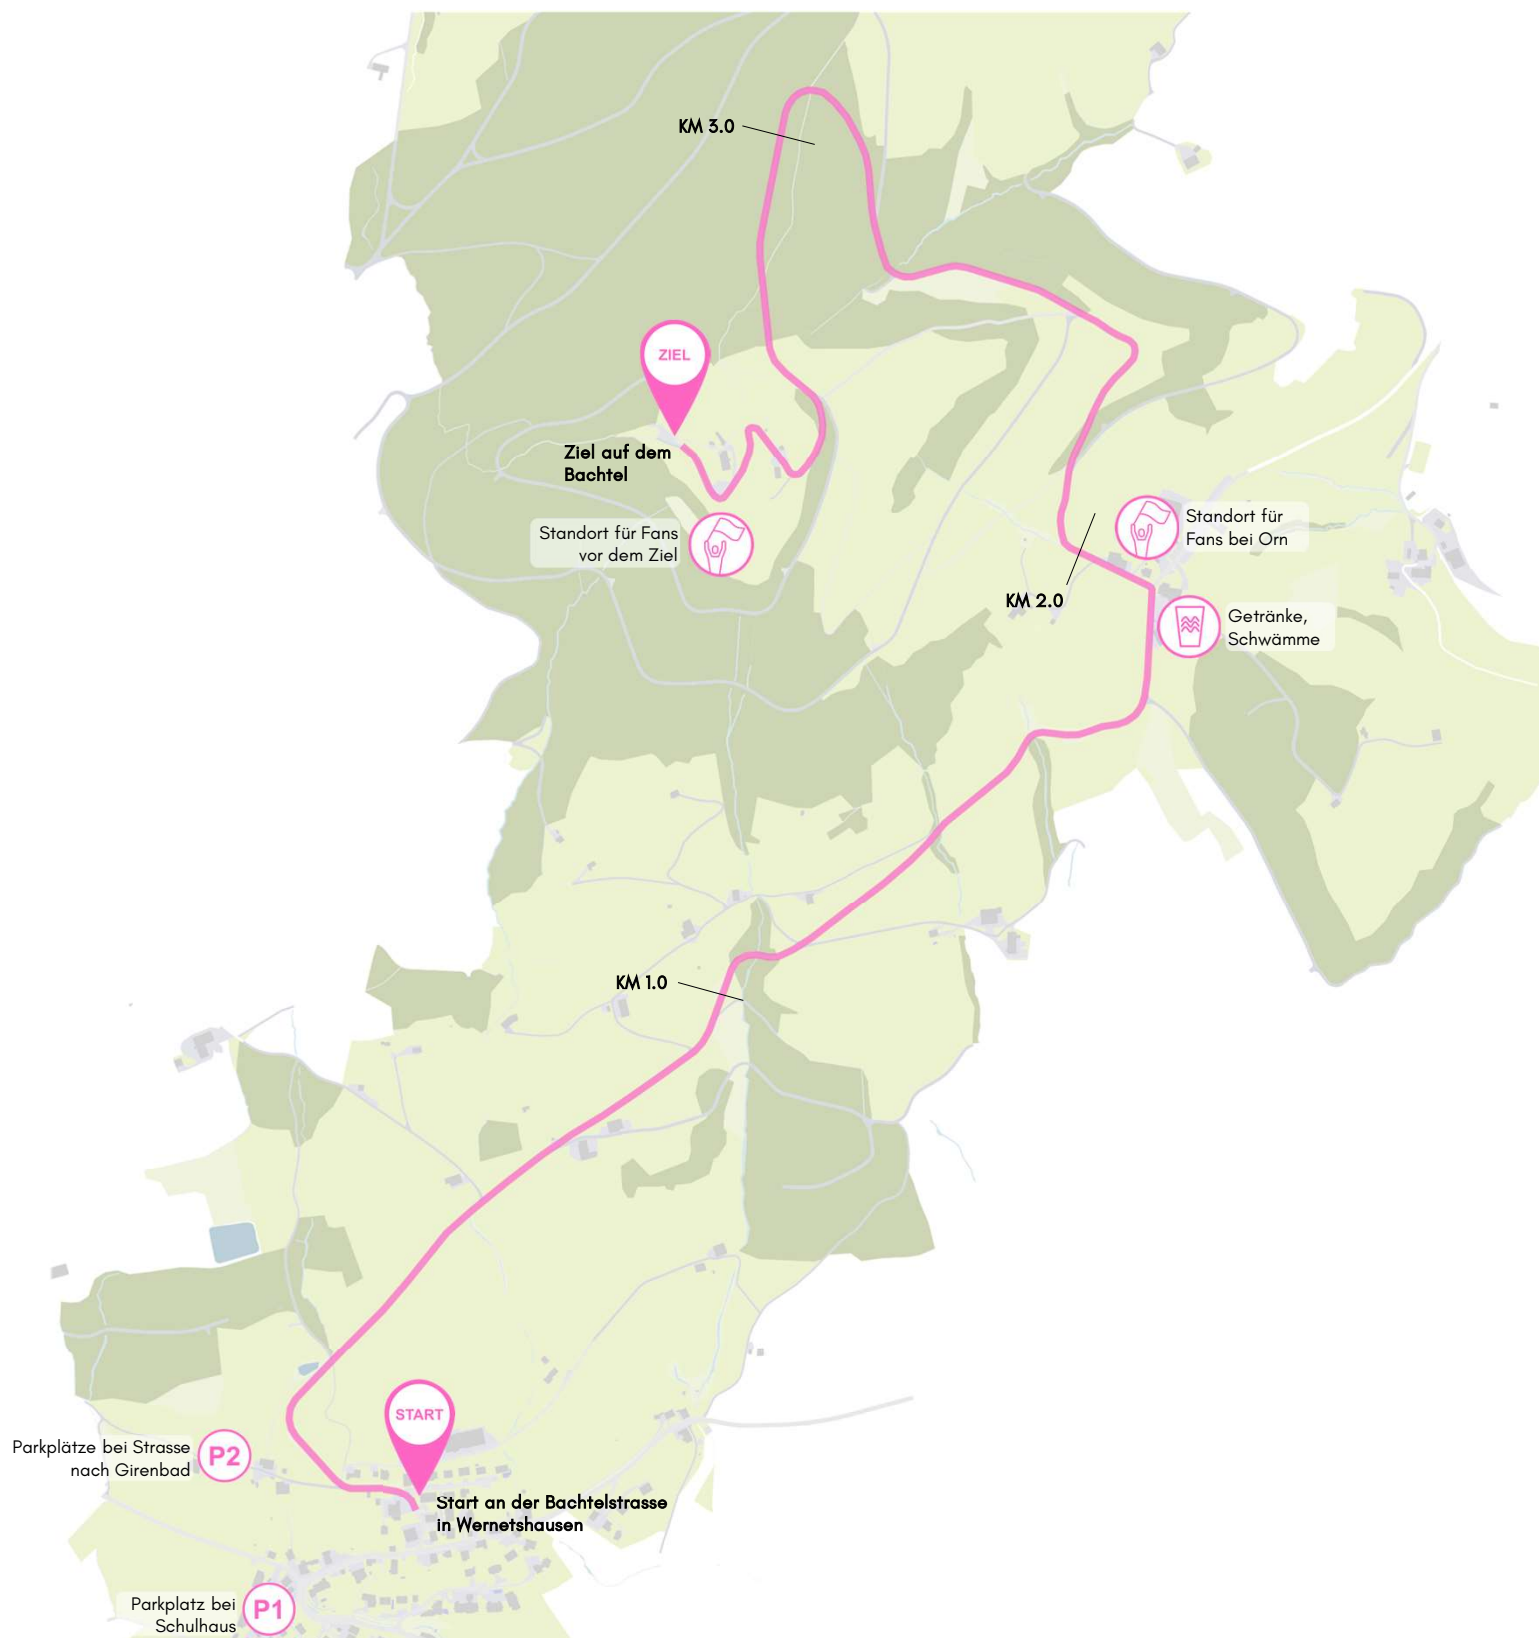 KM 3.0
ZIEL
Ziel auf dem
Bachtel
Standort für Fans
vor dem Ziel
Standort für
Fans bei Orn
KM 2.0
Getränke,
Schwämme
KM 1.0
START
Parkplätze bei Strasse
nach Girenbad
P2
Start an der Bachtelstrasse
in Wernetshausen
Parkplatz bei
Schulhaus
P1